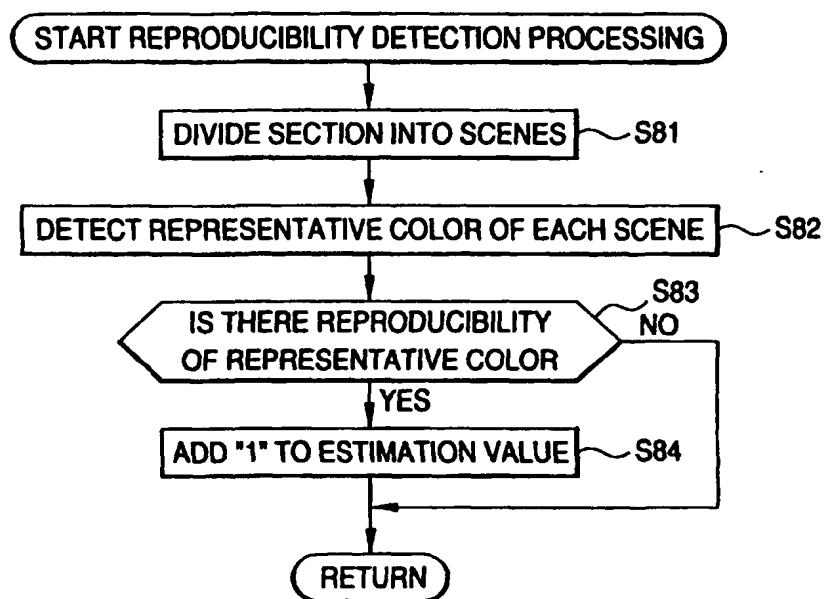 START REPRODUCIBILITY DETECTION PROCESSING
DIVIDE SECTION INTO SCENES
S81
DETECT REPRESENTATIVE COLOR OF EACH SCENE
S82
S83
IS THERE REPRODUCIBILITY
OF REPRESENTATIVE COLOR
NO
YES
ADD "1" TO ESTIMATION VALUE
S84
RETURN